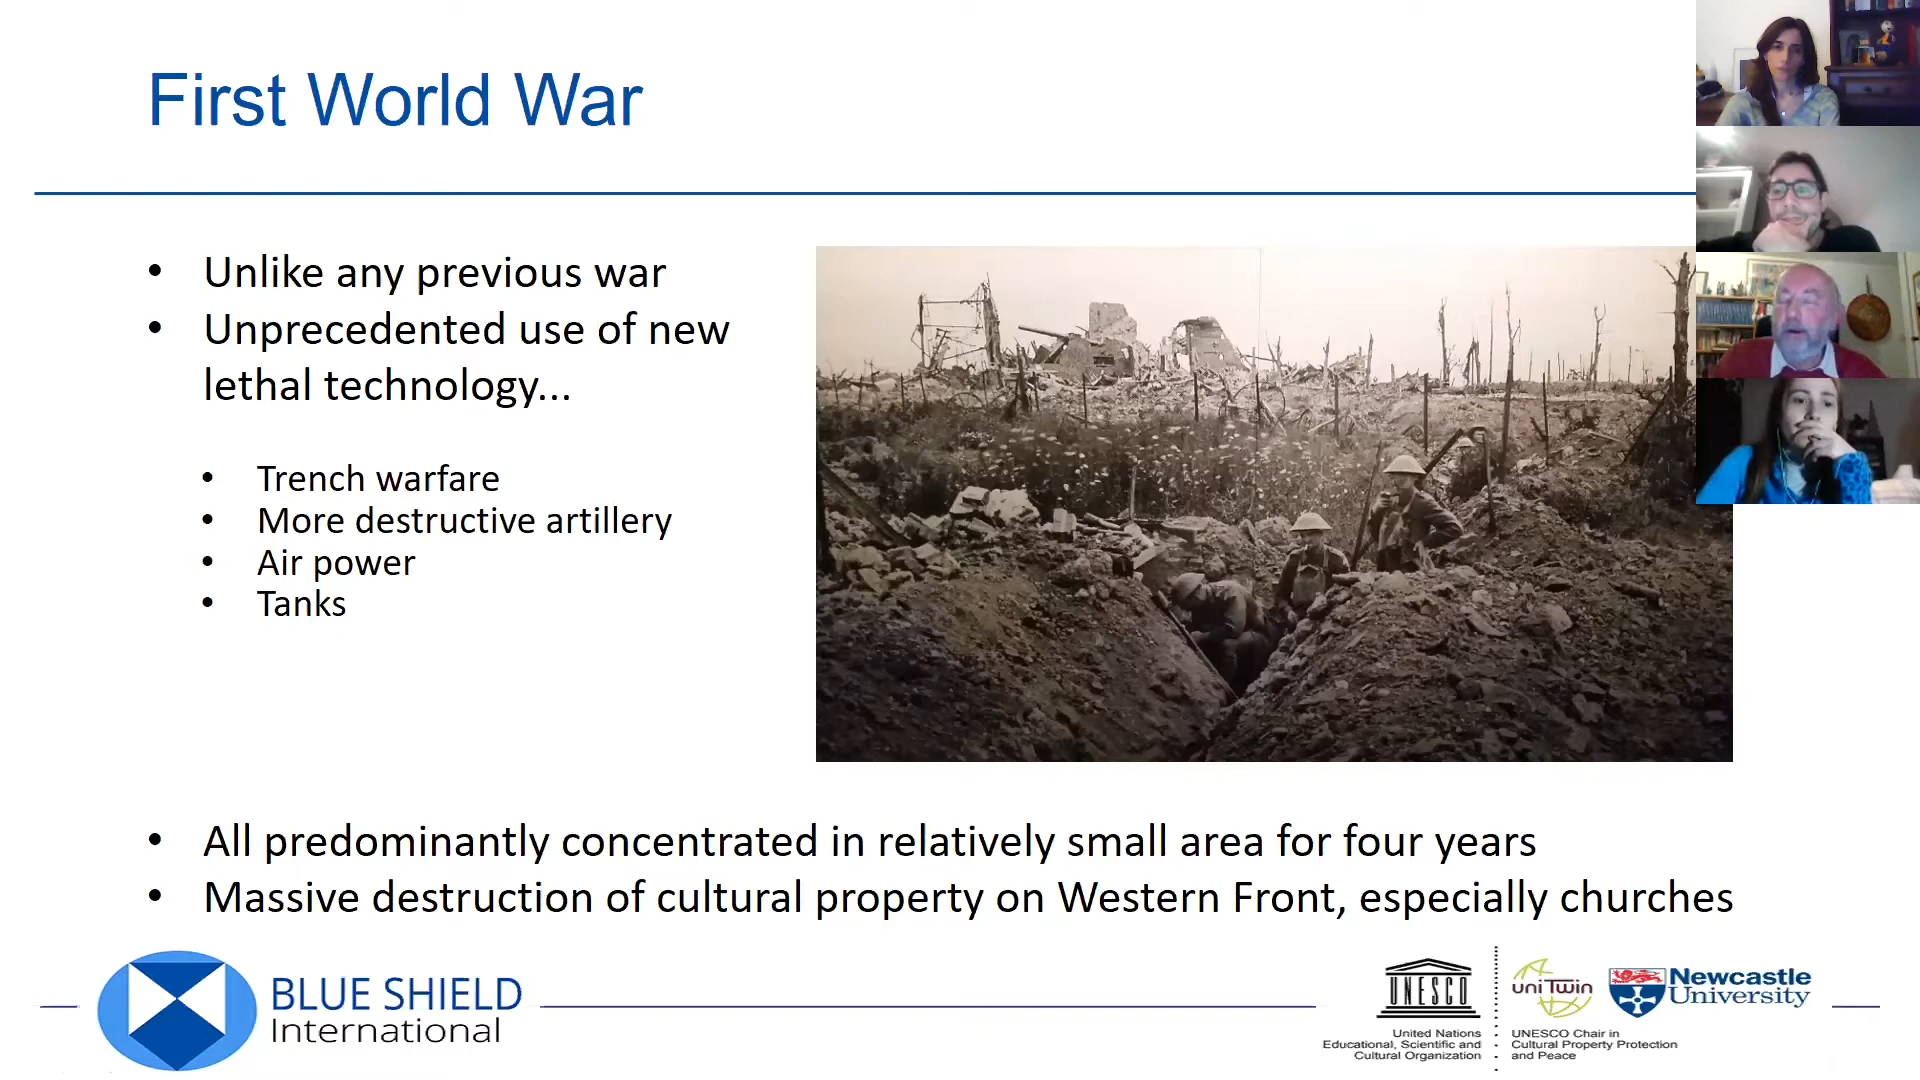 First World War
• Unlike any previous war
• Unprecedented use of new
lethal technology...
• Trench warfare
• More destructive artillery
• Air power
• Tanks
• All predominantly concentrated in relatively small area for four years
• Massive destruction of cultural property on Western Front, especially churches
BLUE SHIELD
International
UNESCO
United Nations
Educational, Scientific and
Cultural Organization
uniTwin
UNESCO Chair in
Cultural Property Protection
and Peace
Newcastle
University